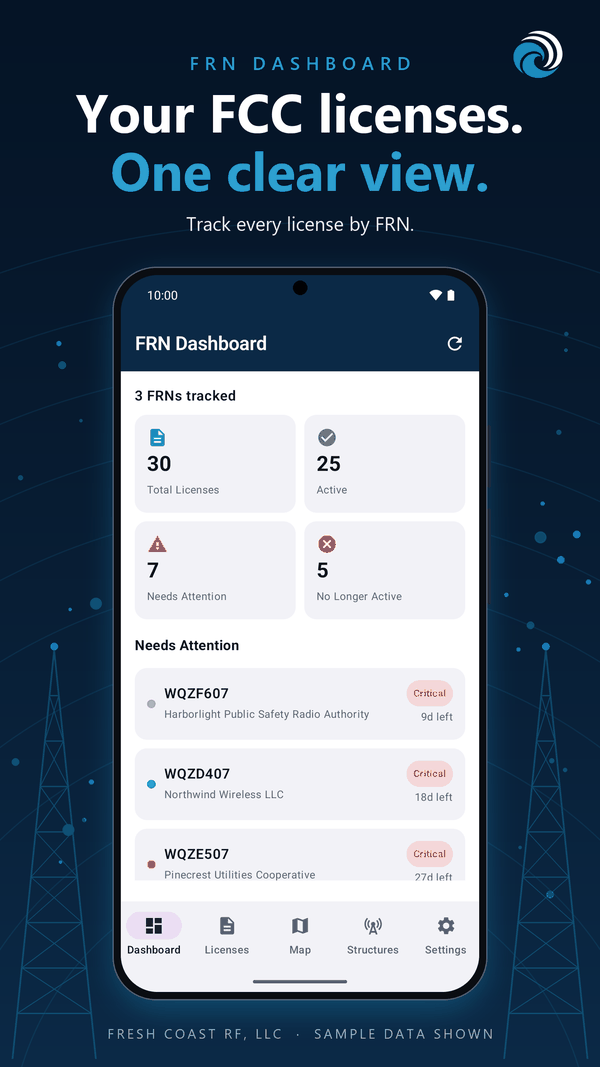 FRN DASHBOARD
Your FCC licenses.
One clear view.
Track every license by FRN.
10:00
FRN Dashboard
3 FRNs tracked
30
Total Licenses
25
Active
7
Needs Attention
5
No Longer Active
Needs Attention
WQZF607
Critical
Harborlight Public Safety Radio Authority
9d left
WQZD407
Critical
Northwind Wireless LLC
18d left
WQZE507
Critical
Pinecrest Utilities Cooperative
27d left
Dashboard
Licenses
Map
Structures
Settings
FRESH COAST RF, LLC · SAMPLE DATA SHOWN